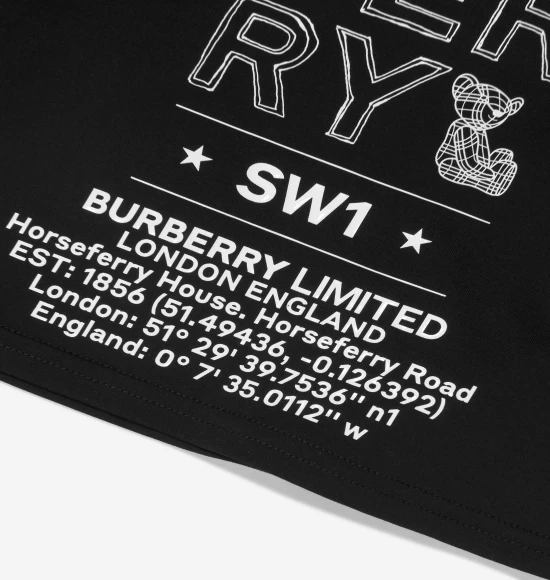 ER
RY
★ SW1 ★
BURBERRY LIMITED
LONDON ENGLAND
Horseferry House. Horseferry Road
EST: 1856 (51.49436, -0.126392)
London: 51° 29' 39.7536'' n1
England: 0° 7' 35.0112'' w